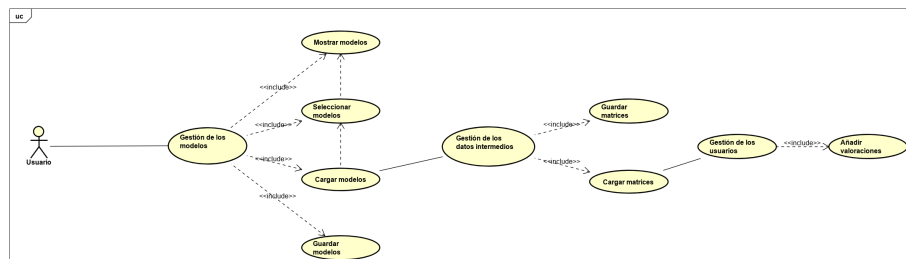 uc
Mostrar modelos
<<include>>
Seleccionar
modelos
<<include>>
Guardar
matrices
<<include>>
Usuario
Gestión de los
modelos
Gestión de los
datos intermedios
Gestión de los
usuarios
<<include>>
Añadir
valoraciones
<<include>>
Cargar modelos
<<include>>
Cargar matrices
<<include>>
Guardar
modelos